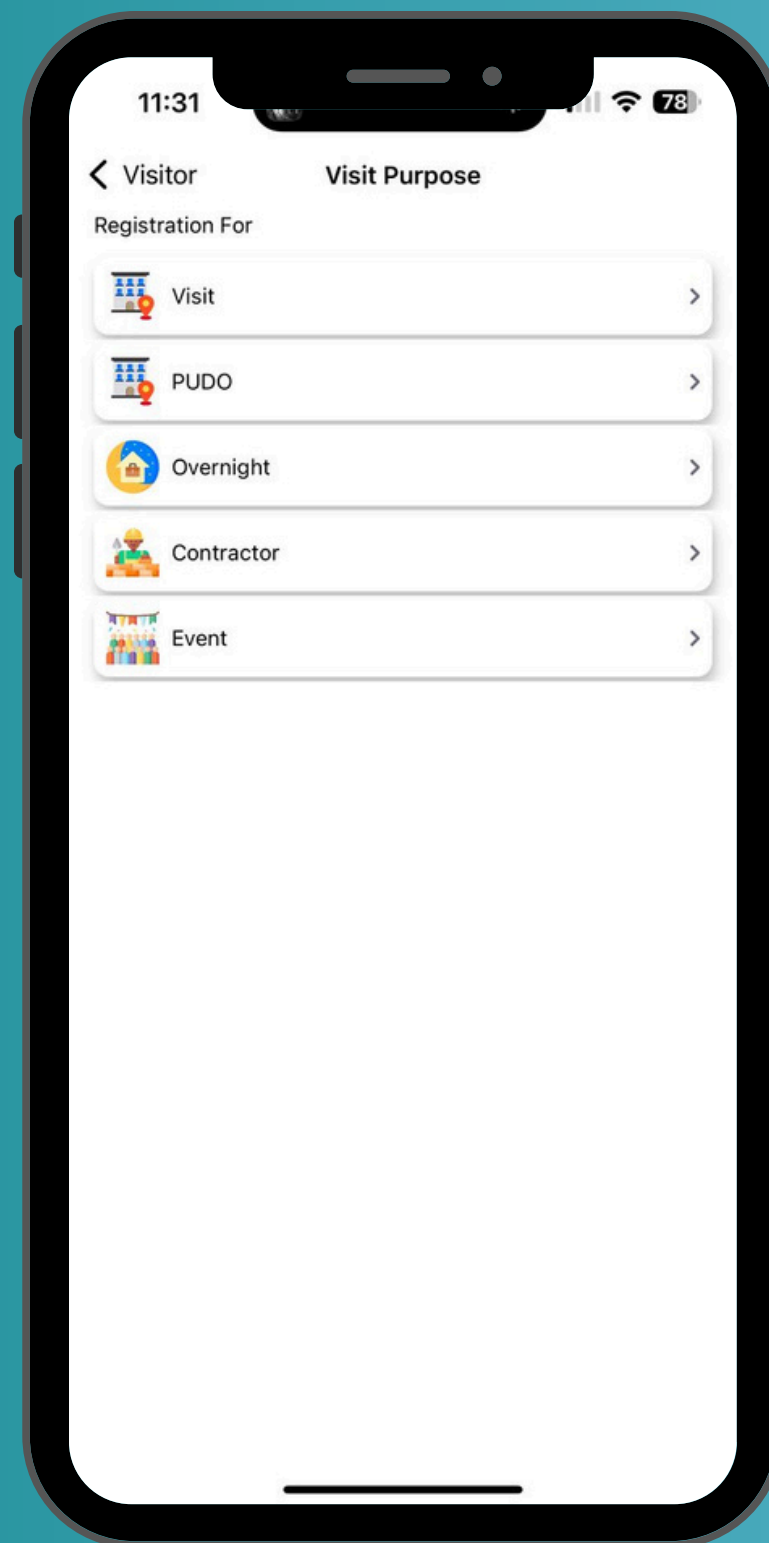 11:31
78
Visitor
Visit Purpose
Registration For
Visit
PUDO
Overnight
Contractor
Event